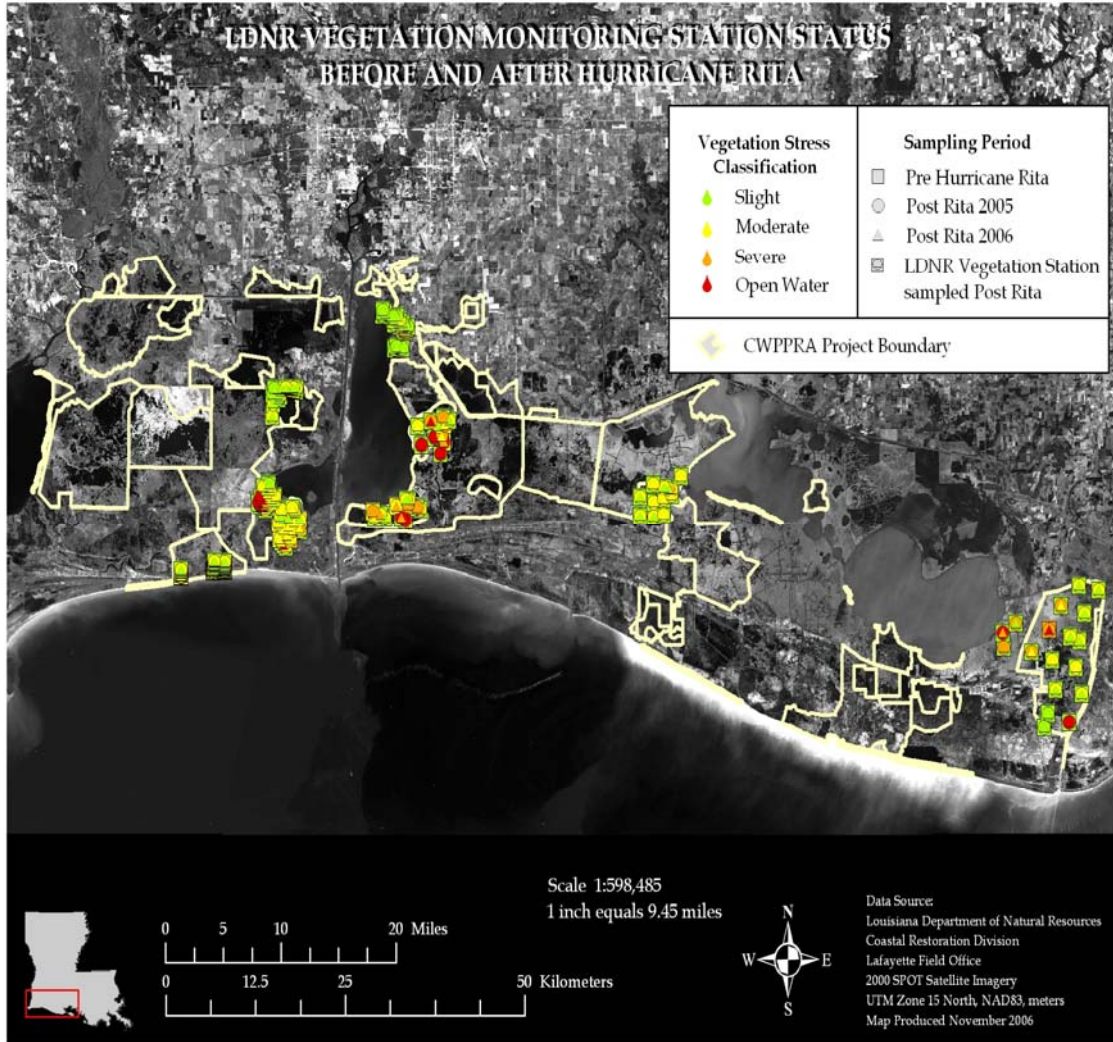 LDNR VEGETATION MONITORING STATION STATUS
BEFORE AND AFTER HURRICANE RITA
Vegetation Stress
Classification
Slight
Moderate
Severe
Open Water
Sampling Period
Pre Hurricane Rita
Post Rita 2005
Post Rita 2006
LDNR Vegetation Station
sampled Post Rita
CWPPRA Project Boundary
Scale 1:598,485
1 inch equals 9.45 miles
0 5 10 20 Miles
0 12.5 25 50 Kilometers
N
W E
S
Data Source:
Louisiana Department of Natural Resources
Coastal Restoration Division
Lafayette Field Office
2000 SPOT Satellite Imagery
UTM Zone 15 North, NAD83, meters
Map Produced November 2006